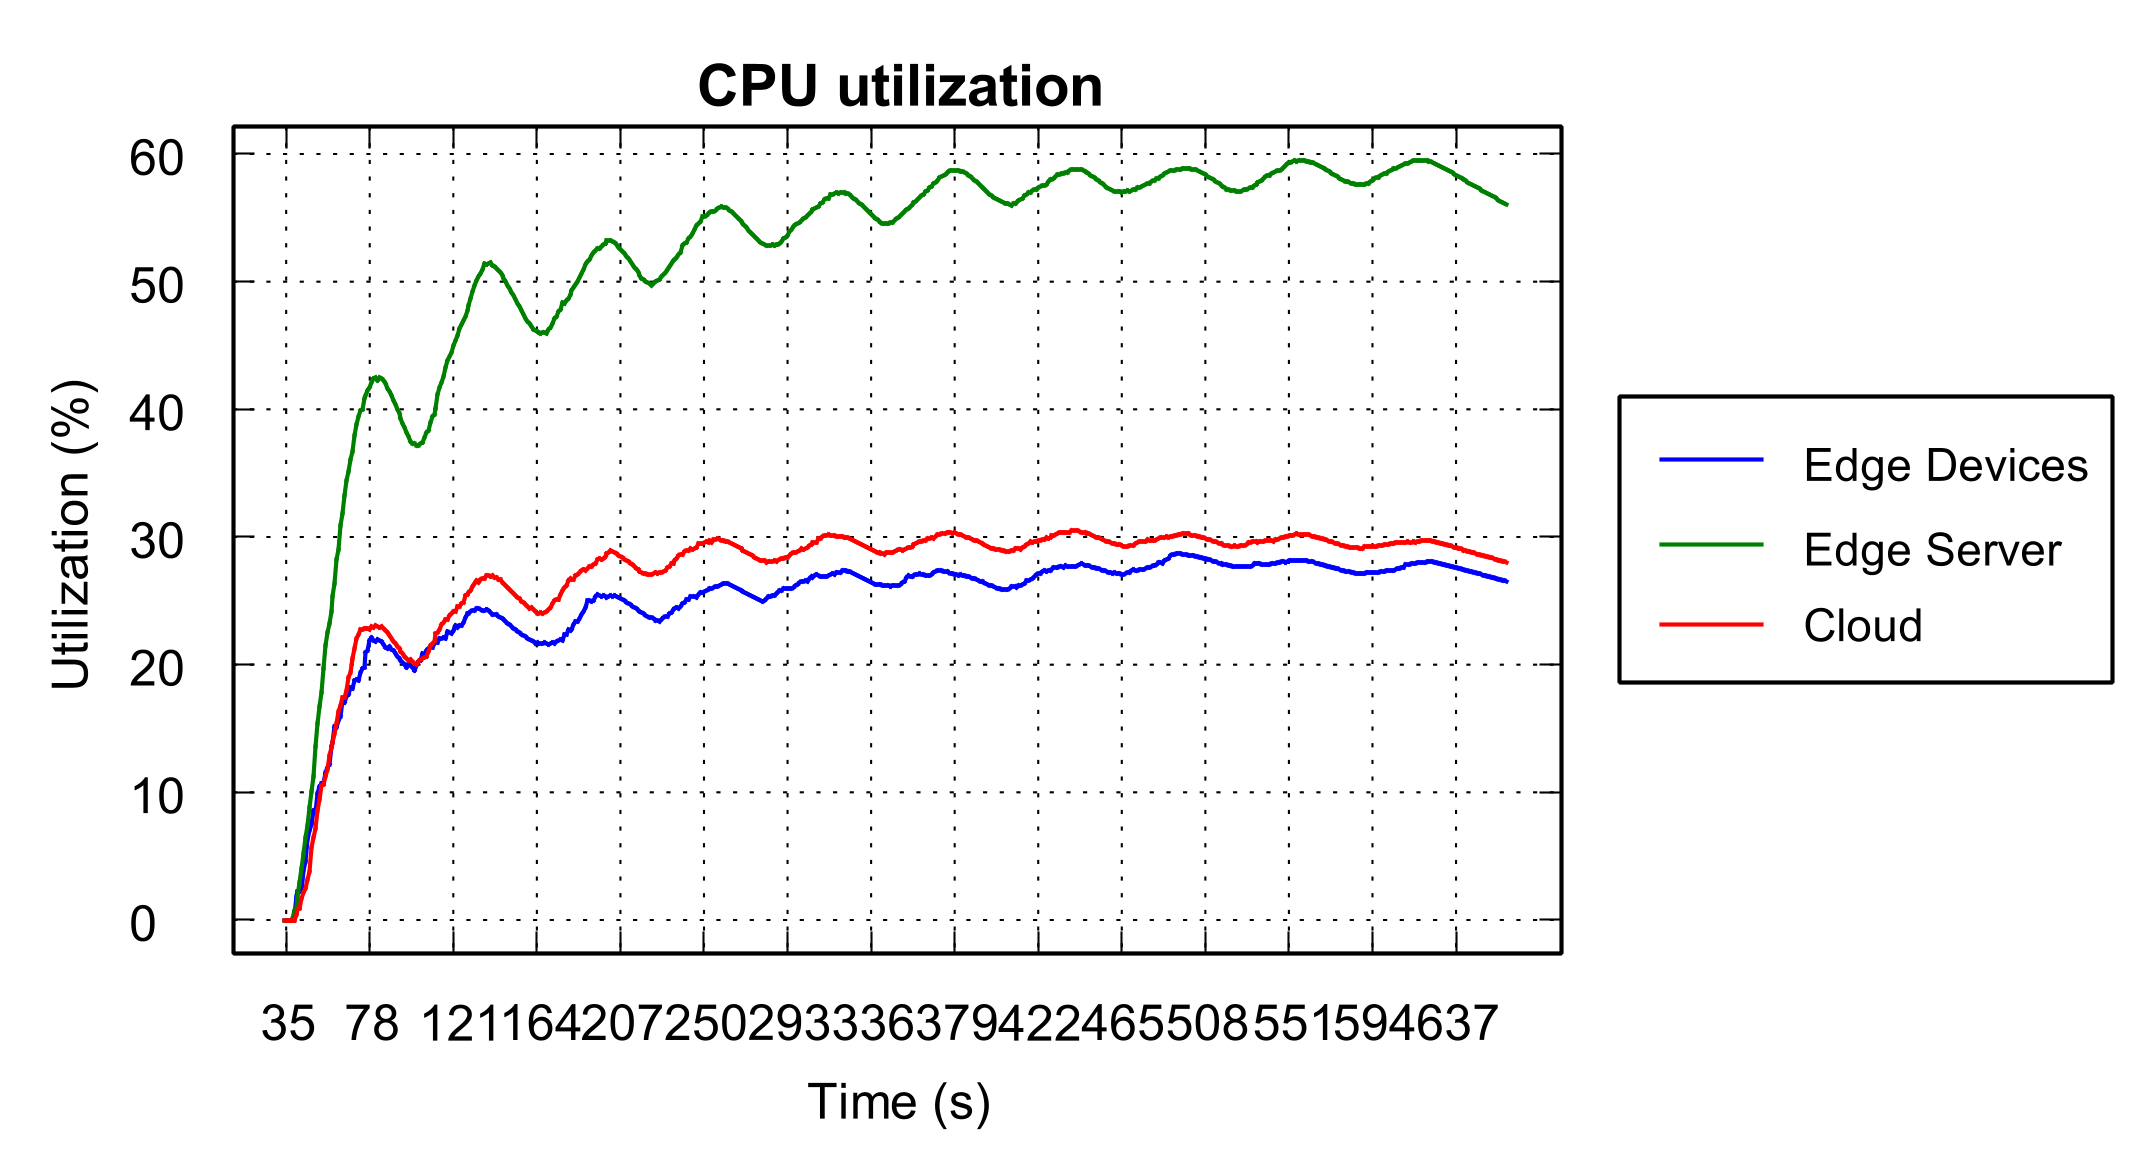 CPU utilization
60
50
40
30
20
10
0
Utilization (%)
35 78 121164207250293336379422465508551594637
Time (s)
Edge Devices
Edge Server
Cloud